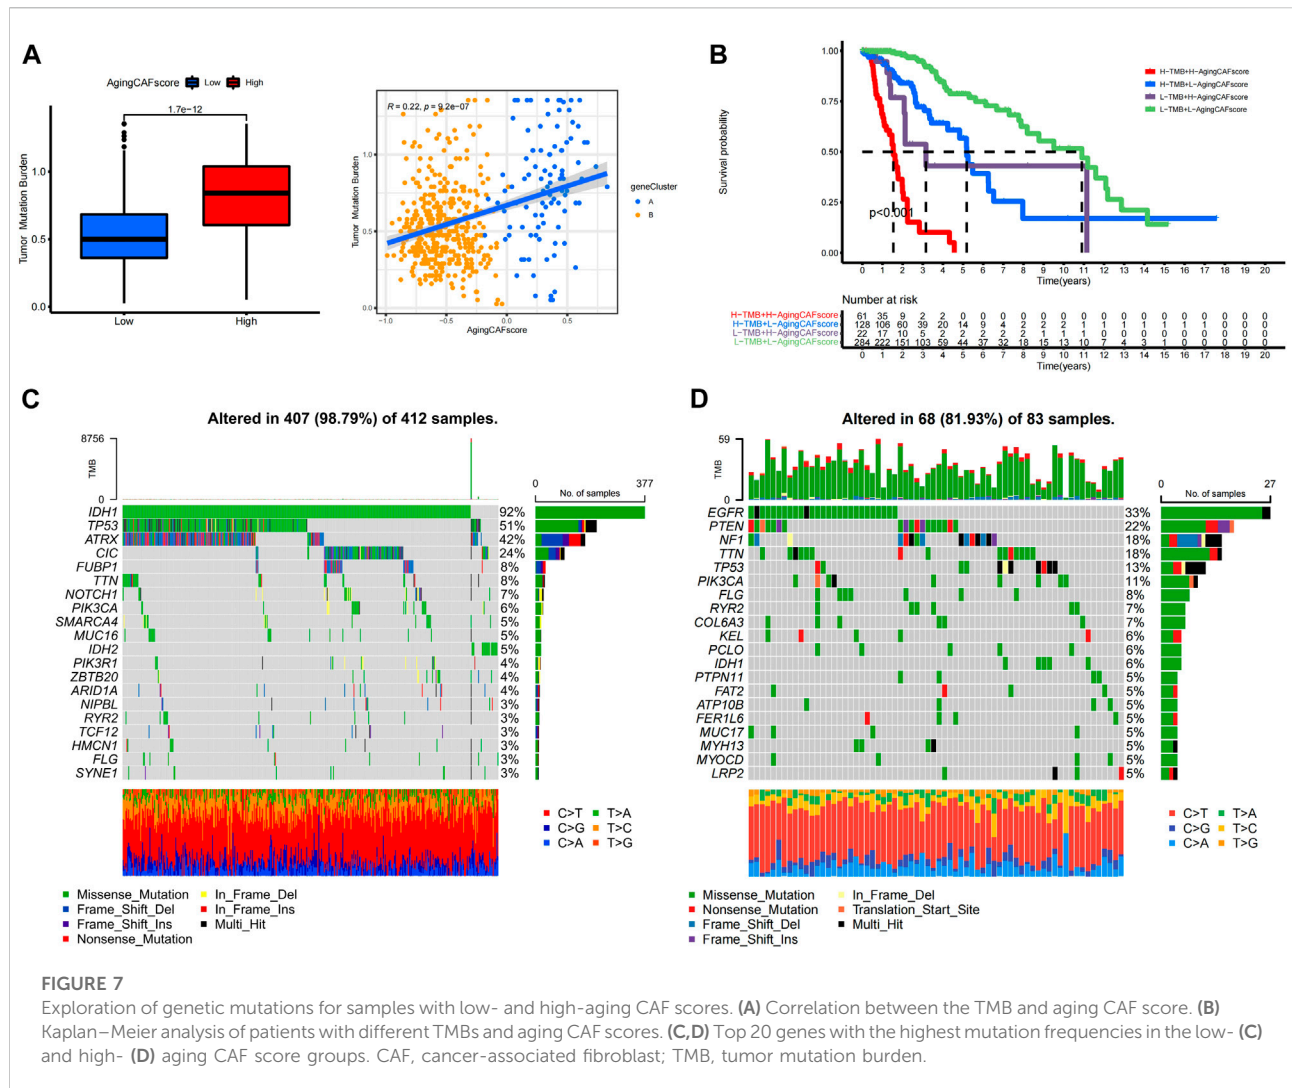 A
AgingCAFscore Low High
1.7e−12
Tumor Mutation Burden
1.0
0.5
0.0
Low High
R = 0.22, p = 9.2e−07
Tumor Mutation Burden
1.0
0.5
0.0
−1.0 −0.5 0.0 0.5
AgingCAFscore
geneCluster
A
B
B
Survival probability
1.00
0.75
0.50
0.25
0.00
p<0.001
H−TMB+H−AgingCAFscore
H−TMB+L−AgingCAFscore
L−TMB+H−AgingCAFscore
L−TMB+L−AgingCAFscore
0 1 2 3 4 5 6 7 8 9 10 11 12 13 14 15 16 17 18 19 20
Time(years)
Number at risk
H−TMB+H−AgingCAFscore 61 35 9 2 2 0 0 0 0 0 0 0 0 0 0 0 0 0 0 0 0
H−TMB+L−AgingCAFscore 128 106 60 39 20 14 9 4 2 2 1 1 1 1 1 1 1 1 0 0 0
L−TMB+H−AgingCAFscore 22 17 10 5 2 2 2 2 2 1 1 1 0 0 0 0 0 0 0 0 0
L−TMB+L−AgingCAFscore 284 222 151 103 59 44 37 32 18 15 13 10 7 4 3 1 0 0 0 0 0
0 1 2 3 4 5 6 7 8 9 10 11 12 13 14 15 16 17 18 19 20
Time(years)
C
Altered in 407 (98.79%) of 412 samples.
8756
TMB
0
0 377
No. of samples
IDH1 92%
TP53 51%
ATRX 42%
CIC 24%
FUBP1 8%
TTN 8%
NOTCH1 7%
PIK3CA 6%
SMARCA4 5%
MUC16 5%
IDH2 5%
PIK3R1 4%
ZBTB20 4%
ARID1A 4%
NIPBL 3%
RYR2 3%
TCF12 3%
HMCN1 3%
FLG 3%
SYNE1 3%
C>T T>A
C>G T>C
C>A T>G
Missense_Mutation In_Frame_Del
Frame_Shift_Del In_Frame_Ins
Frame_Shift_Ins Multi_Hit
Nonsense_Mutation
D
Altered in 68 (81.93%) of 83 samples.
59
TMB
0
0 27
No. of samples
EGFR 33%
PTEN 22%
NF1 18%
TTN 18%
TP53 13%
PIK3CA 11%
FLG 8%
RYR2 7%
COL6A3 7%
KEL 6%
PCLO 6%
IDH1 6%
PTPN11 5%
FAT2 5%
ATP10B 5%
FER1L6 5%
MUC17 5%
MYH13 5%
MYOCD 5%
LRP2 5%
C>T T>A
C>G T>C
C>A T>G
Missense_Mutation In_Frame_Del
Nonsense_Mutation Translation_Start_Site
Frame_Shift_Del Multi_Hit
Frame_Shift_Ins
FIGURE 7
Exploration of genetic mutations for samples with low- and high-aging CAF scores. (A) Correlation between the TMB and aging CAF score. (B)
Kaplan–Meier analysis of patients with different TMBs and aging CAF scores. (C,D) Top 20 genes with the highest mutation frequencies in the low- (C)
and high- (D) aging CAF score groups. CAF, cancer-associated fibroblast; TMB, tumor mutation burden.